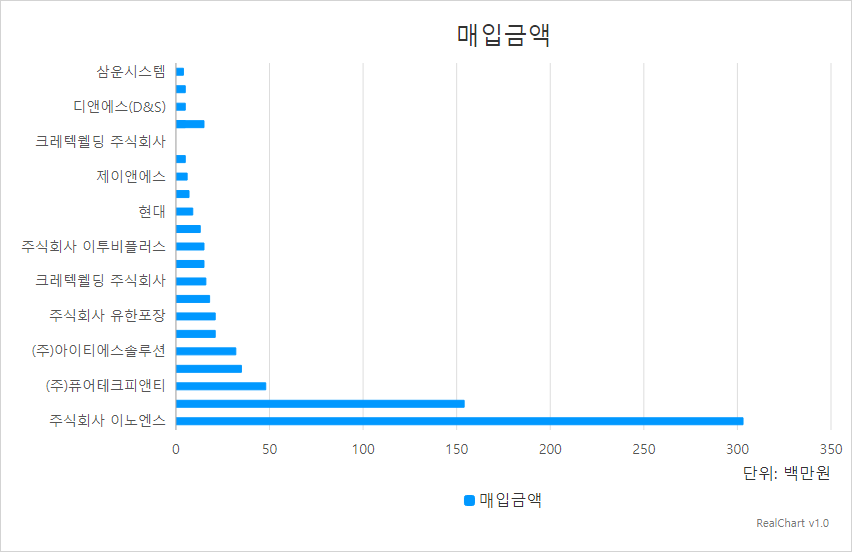 매입금액
삼운시스템
디앤에스(D&S)
크레텍웰딩 주식회사
제이앤에스
현대
주식회사 이투비플러스
크레텍웰딩 주식회사
주식회사 유한포장
(주)아이티에스솔루션
(주)퓨어테크피앤티
주식회사 이노엔스
0 50 100 150 200 250 300 350
단위: 백만원
매입금액
RealChart v1.0